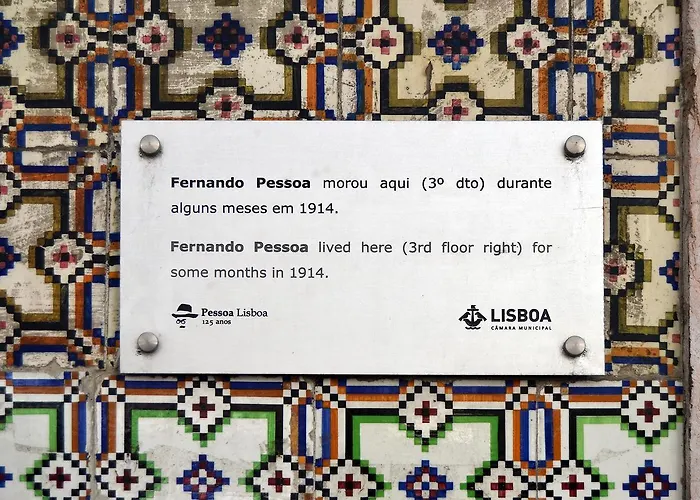 Fernando Pessoa morou aqui (3º dto) durante
alguns meses em 1914.
Fernando Pessoa lived here (3rd floor right) for
some months in 1914.
Pessoa Lisboa
125 anos
LISBOA
CÂMARA MUNICIPAL